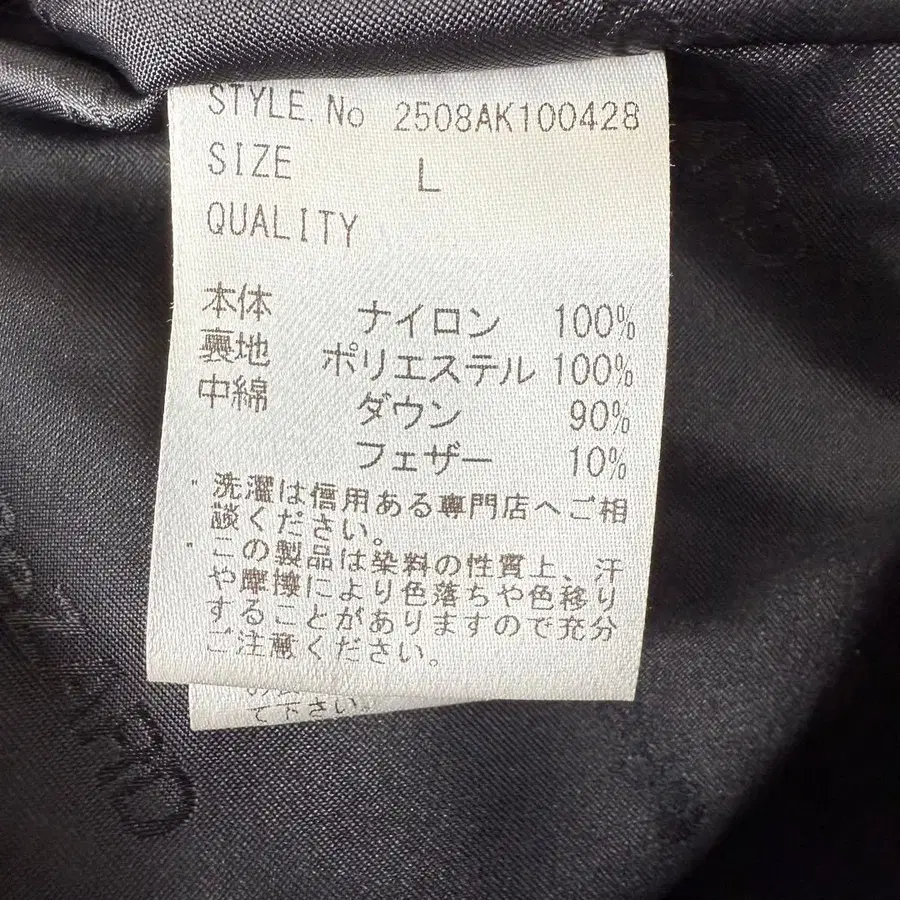 STYLE.No 2508AK100428
SIZE L
QUALITY
本体 ナイロン 100%
裏地 ポリエステル 100%
中綿 ダウン 90%
フェザー 10%
洗濯は信用ある専門店へご相
談ください。
この製品は染料の性質上、汗
や摩擦により色落ちや色移り
することがありますので充分
ご注意ください。
て下さい